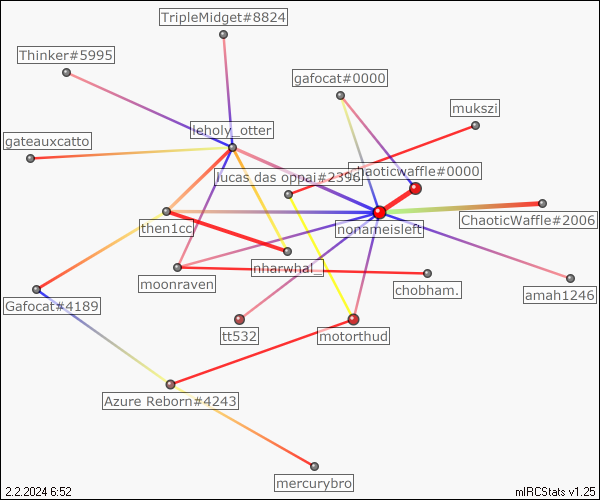 TripleMidget#8824
Thinker#5995
gafocat#0000
mukszi
leholy_otter
gateauxcatto
chaoticwaffle#0000
lucas das oppai#2396
ChaoticWaffle#2006
then1cc
nonameisleft
nharwhal_
moonraven
chobham.
amah1246
Gafocat#4189
tt532
motorthud
Azure Reborn#4243
mercurybro
2.2.2024 6:52
mIRCStats v1.25